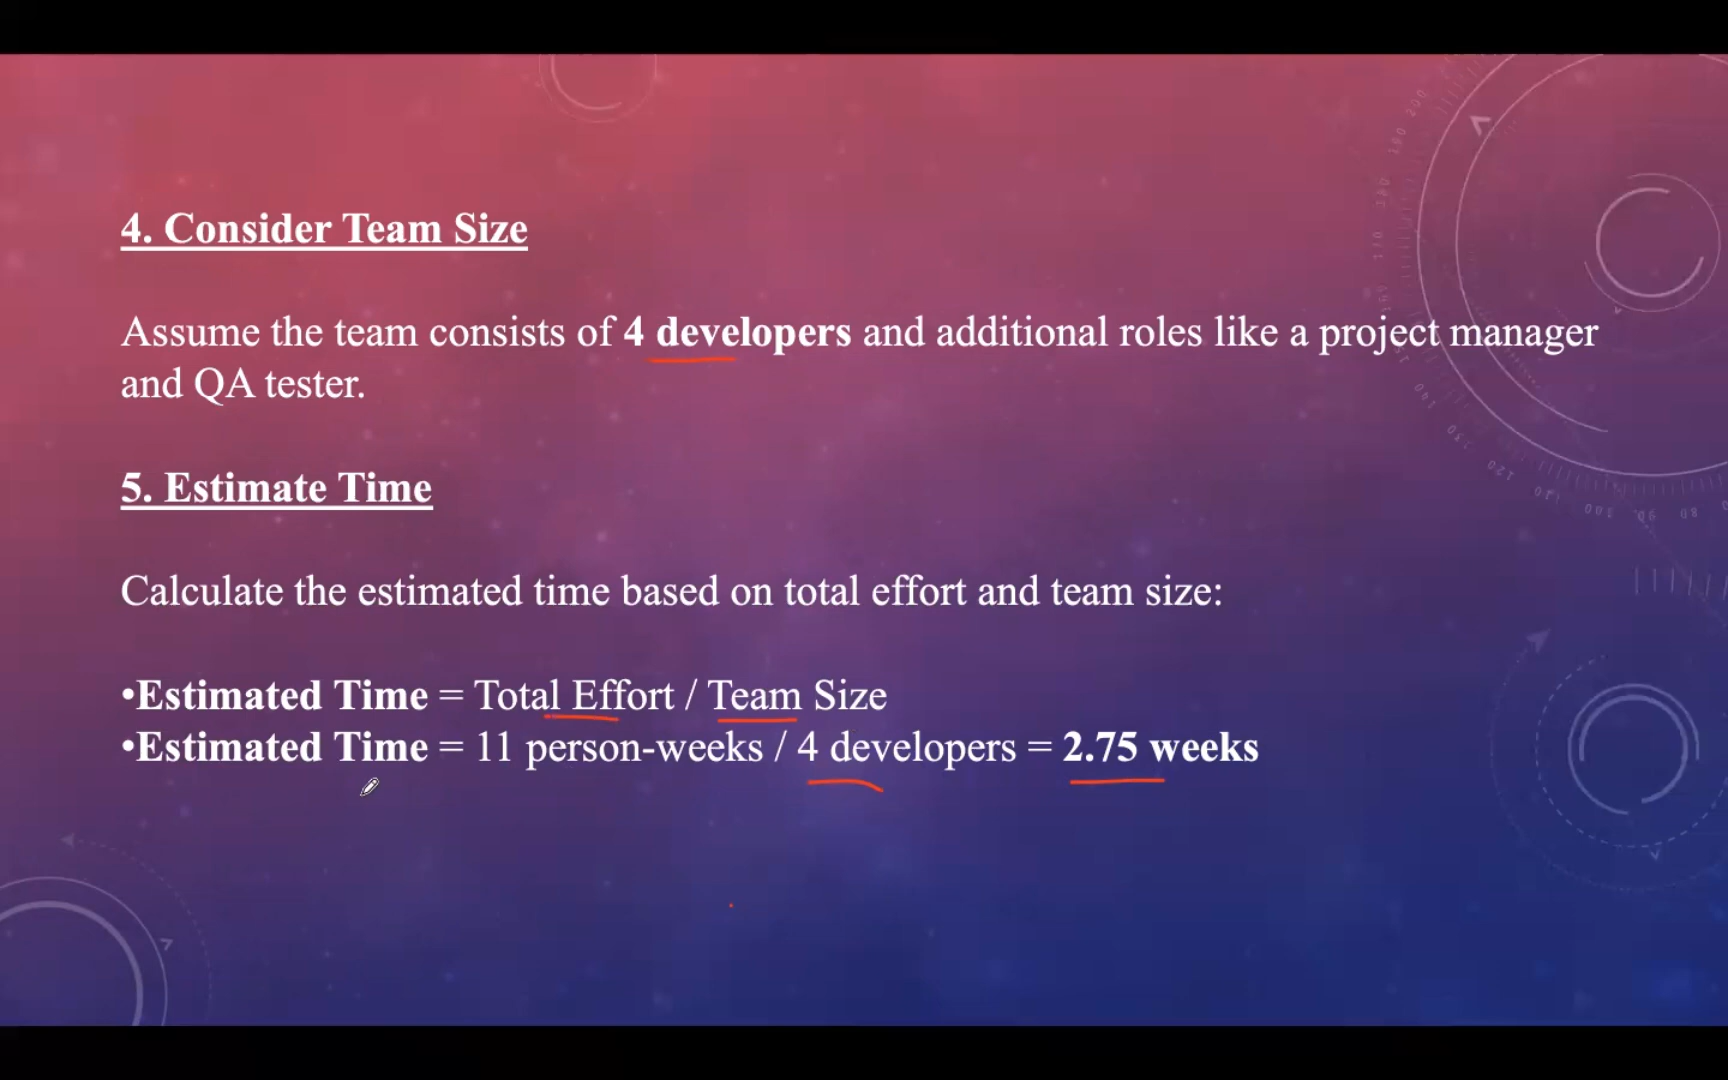 4. Consider Team Size
Assume the team consists of 4 developers and additional roles like a project manager
and QA tester.
5. Estimate Time
Calculate the estimated time based on total effort and team size:
•Estimated Time = Total Effort / Team Size
•Estimated Time = 11 person-weeks / 4 developers = 2.75 weeks